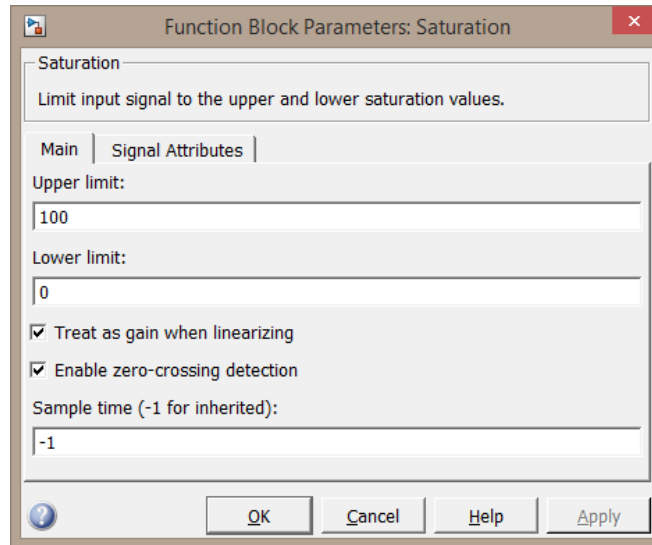 Function Block Parameters: Saturation
Saturation
Limit input signal to the upper and lower saturation values.
Main Signal Attributes
Upper limit:
100
Lower limit:
0
Treat as gain when linearizing
Enable zero-crossing detection
Sample time (-1 for inherited):
-1
OK Cancel Help Apply